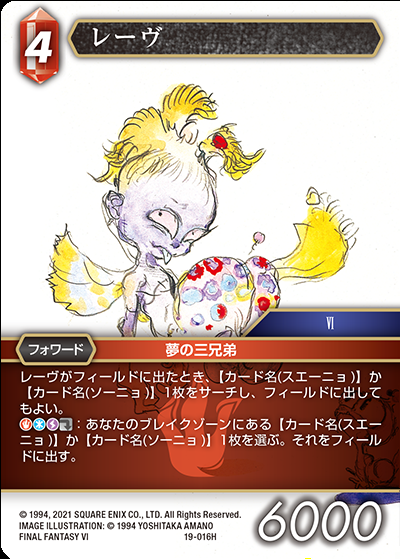 4
レーヴ
VI
フォワード
夢の三兄弟
レーヴがフィールドに出たとき、【カード名(スエーニョ)】か
【カード名(ソーニョ)】1枚をサーチし、フィールドに出して
もよい。
：あなたのブレイクゾーンにある【カード名(スエー
ニョ)】か【カード名(ソーニョ)】1枚を選ぶ。それをフィール
ドに出す。
© 1994, 2021 SQUARE ENIX CO., LTD. All Rights Reserved.
IMAGE ILLUSTRATION: © 1994 YOSHITAKA AMANO
FINAL FANTASY VI
19-016H
6000